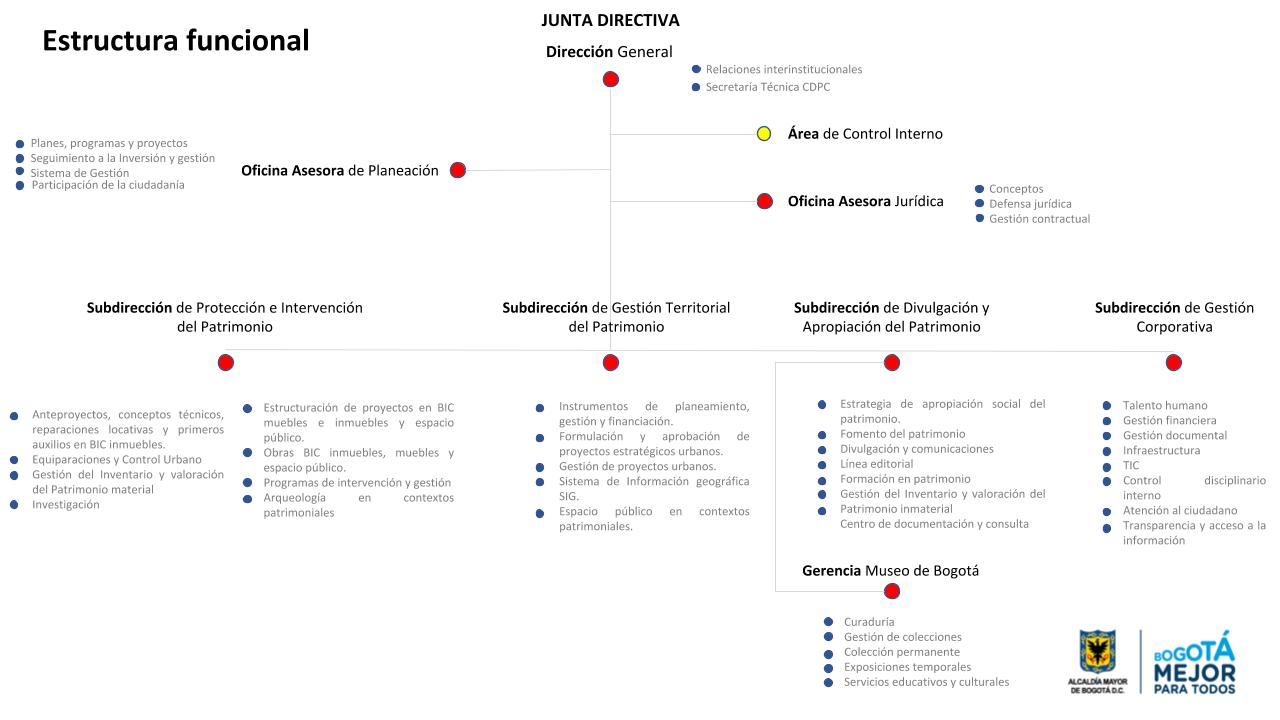 Estructura funcional
JUNTA DIRECTIVA
Dirección General
Relaciones interinstitucionales
Secretaría Técnica CDPC
Área de Control Interno
Planes, programas y proyectos
Seguimiento a la Inversión y gestión
Sistema de Gestión
Participación de la ciudadanía
Oficina Asesora de Planeación
Oficina Asesora Jurídica
Conceptos
Defensa jurídica
Gestión contractual
Subdirección de Protección e Intervención
del Patrimonio
Subdirección de Gestión Territorial
del Patrimonio
Subdirección de Divulgación y
Apropiación del Patrimonio
Subdirección de Gestión
Corporativa
Anteproyectos, conceptos técnicos,
reparaciones locativas y primeros
auxilios en BIC inmuebles.
Equiparaciones y Control Urbano
Gestión del Inventario y valoración
del Patrimonio material
Investigación
Estructuración de proyectos en BIC
muebles e inmuebles y espacio
público.
Obras BIC inmuebles, muebles y
espacio público.
Programas de intervención y gestión
Arqueología en contextos
patrimoniales
Instrumentos de planeamiento,
gestión y financiación.
Formulación y aprobación de
proyectos estratégicos urbanos.
Gestión de proyectos urbanos.
Sistema de Información geográfica
SIG.
Espacio público en contextos
patrimoniales.
Estrategia de apropiación social del
patrimonio.
Fomento del patrimonio
Divulgación y comunicaciones
Línea editorial
Formación en patrimonio
Gestión del Inventario y valoración del
Patrimonio inmaterial
Centro de documentación y consulta
Talento humano
Gestión financiera
Gestión documental
Infraestructura
TIC
Control disciplinario
interno
Atención al ciudadano
Transparencia y acceso a la
información
Gerencia Museo de Bogotá
Curaduría
Gestión de colecciones
Colección permanente
Exposiciones temporales
Servicios educativos y culturales
ALCALDÍA MAYOR
DE BOGOTÁ D.C.
BOGOTÁ
MEJOR
PARA TODOS